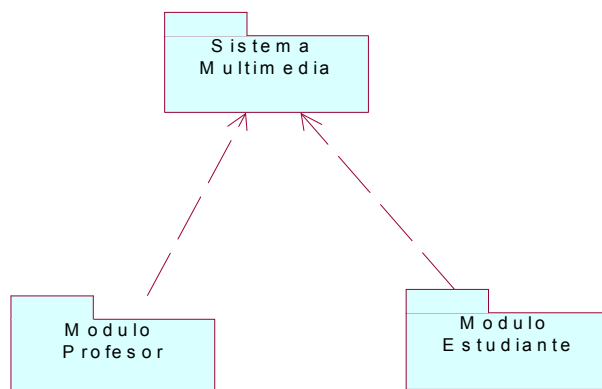 Sistema
Multimedia
Modulo
Profesor
Modulo
Estudiante